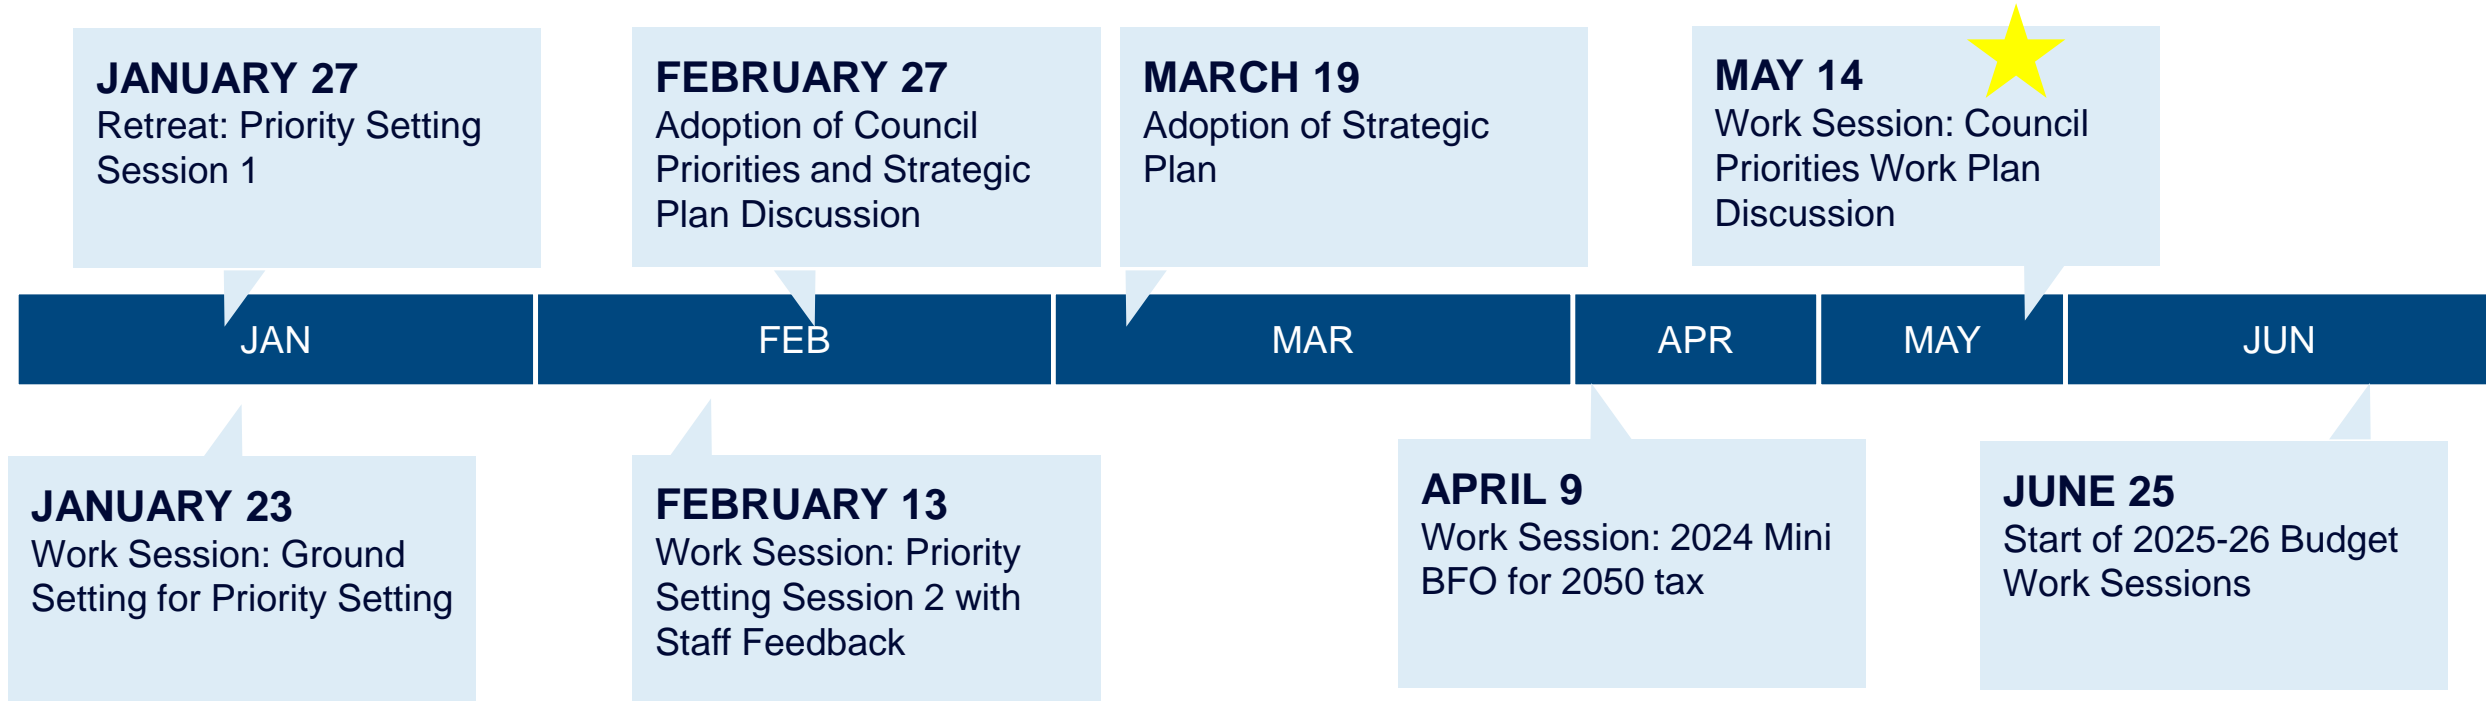 JANUARY 27
Retreat: Priority Setting
Session 1
FEBRUARY 27
Adoption of Council
Priorities and Strategic
Plan Discussion
MARCH 19
Adoption of Strategic
Plan
MAY 14
Work Session: Council
Priorities Work Plan
Discussion
JAN
FEB
MAR
APR
MAY
JUN
JANUARY 23
Work Session: Ground
Setting for Priority Setting
FEBRUARY 13
Work Session: Priority
Setting Session 2 with
Staff Feedback
APRIL 9
Work Session: 2024 Mini
BFO for 2050 tax
JUNE 25
Start of 2025-26 Budget
Work Sessions